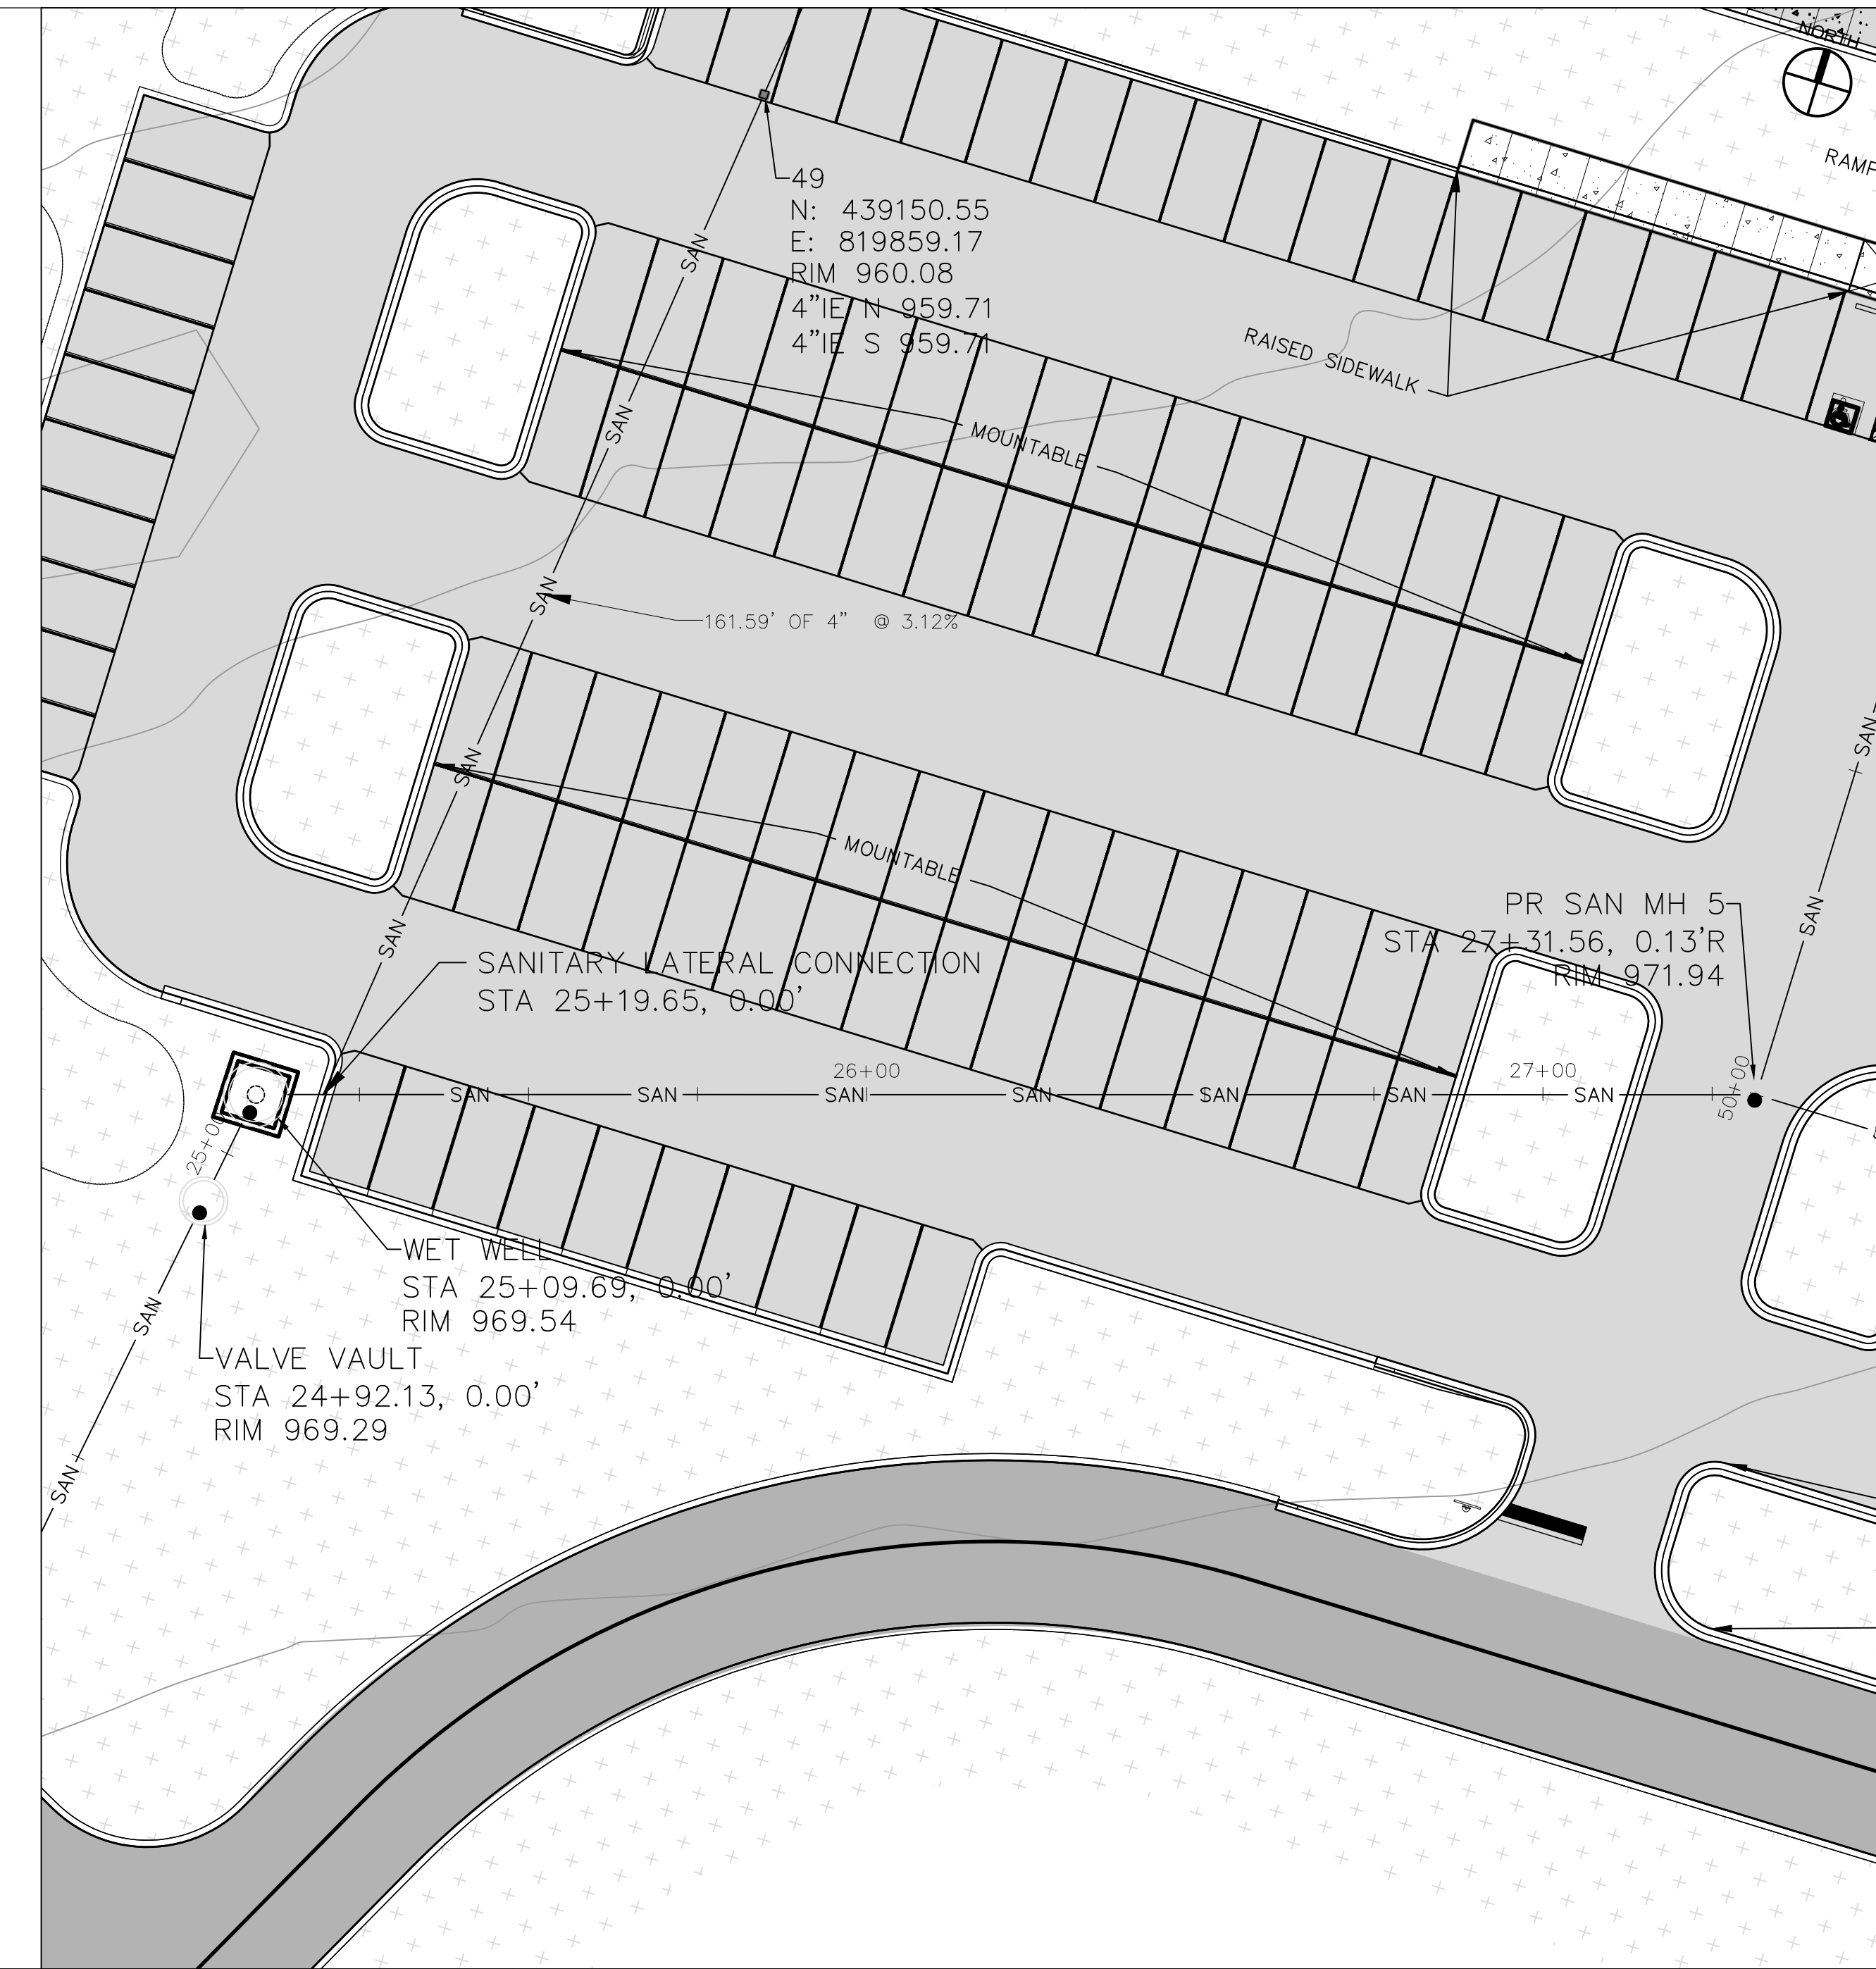 NORTH
49
N: 439150.55
E: 819859.17
RIM 960.08
4"IE N 959.71
4"IE S 959.71
SAN
RAISED SIDEWALK
SAN
MOUNTABLE
SAN
161.59' OF 4" @ 3.12%
SAN
SAN
MOUNTABLE
PR SAN MH 5
STA 27+31.56, 0.13'R
RIM 971.94
SAN
SAN
SANITARY LATERAL CONNECTION
STA 25+19.65, 0.00'
26+00
27+00
50+00
SAN SAN SAN SAN SAN SAN SAN
25+00
WET WELL
STA 25+09.69, 0.00'
RIM 969.54
SAN
VALVE VAULT
STA 24+92.13, 0.00'
RIM 969.29
SAN